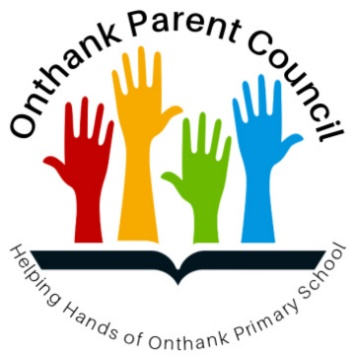 Onthank Parent Council
Helping Hands of Onthank Primary School